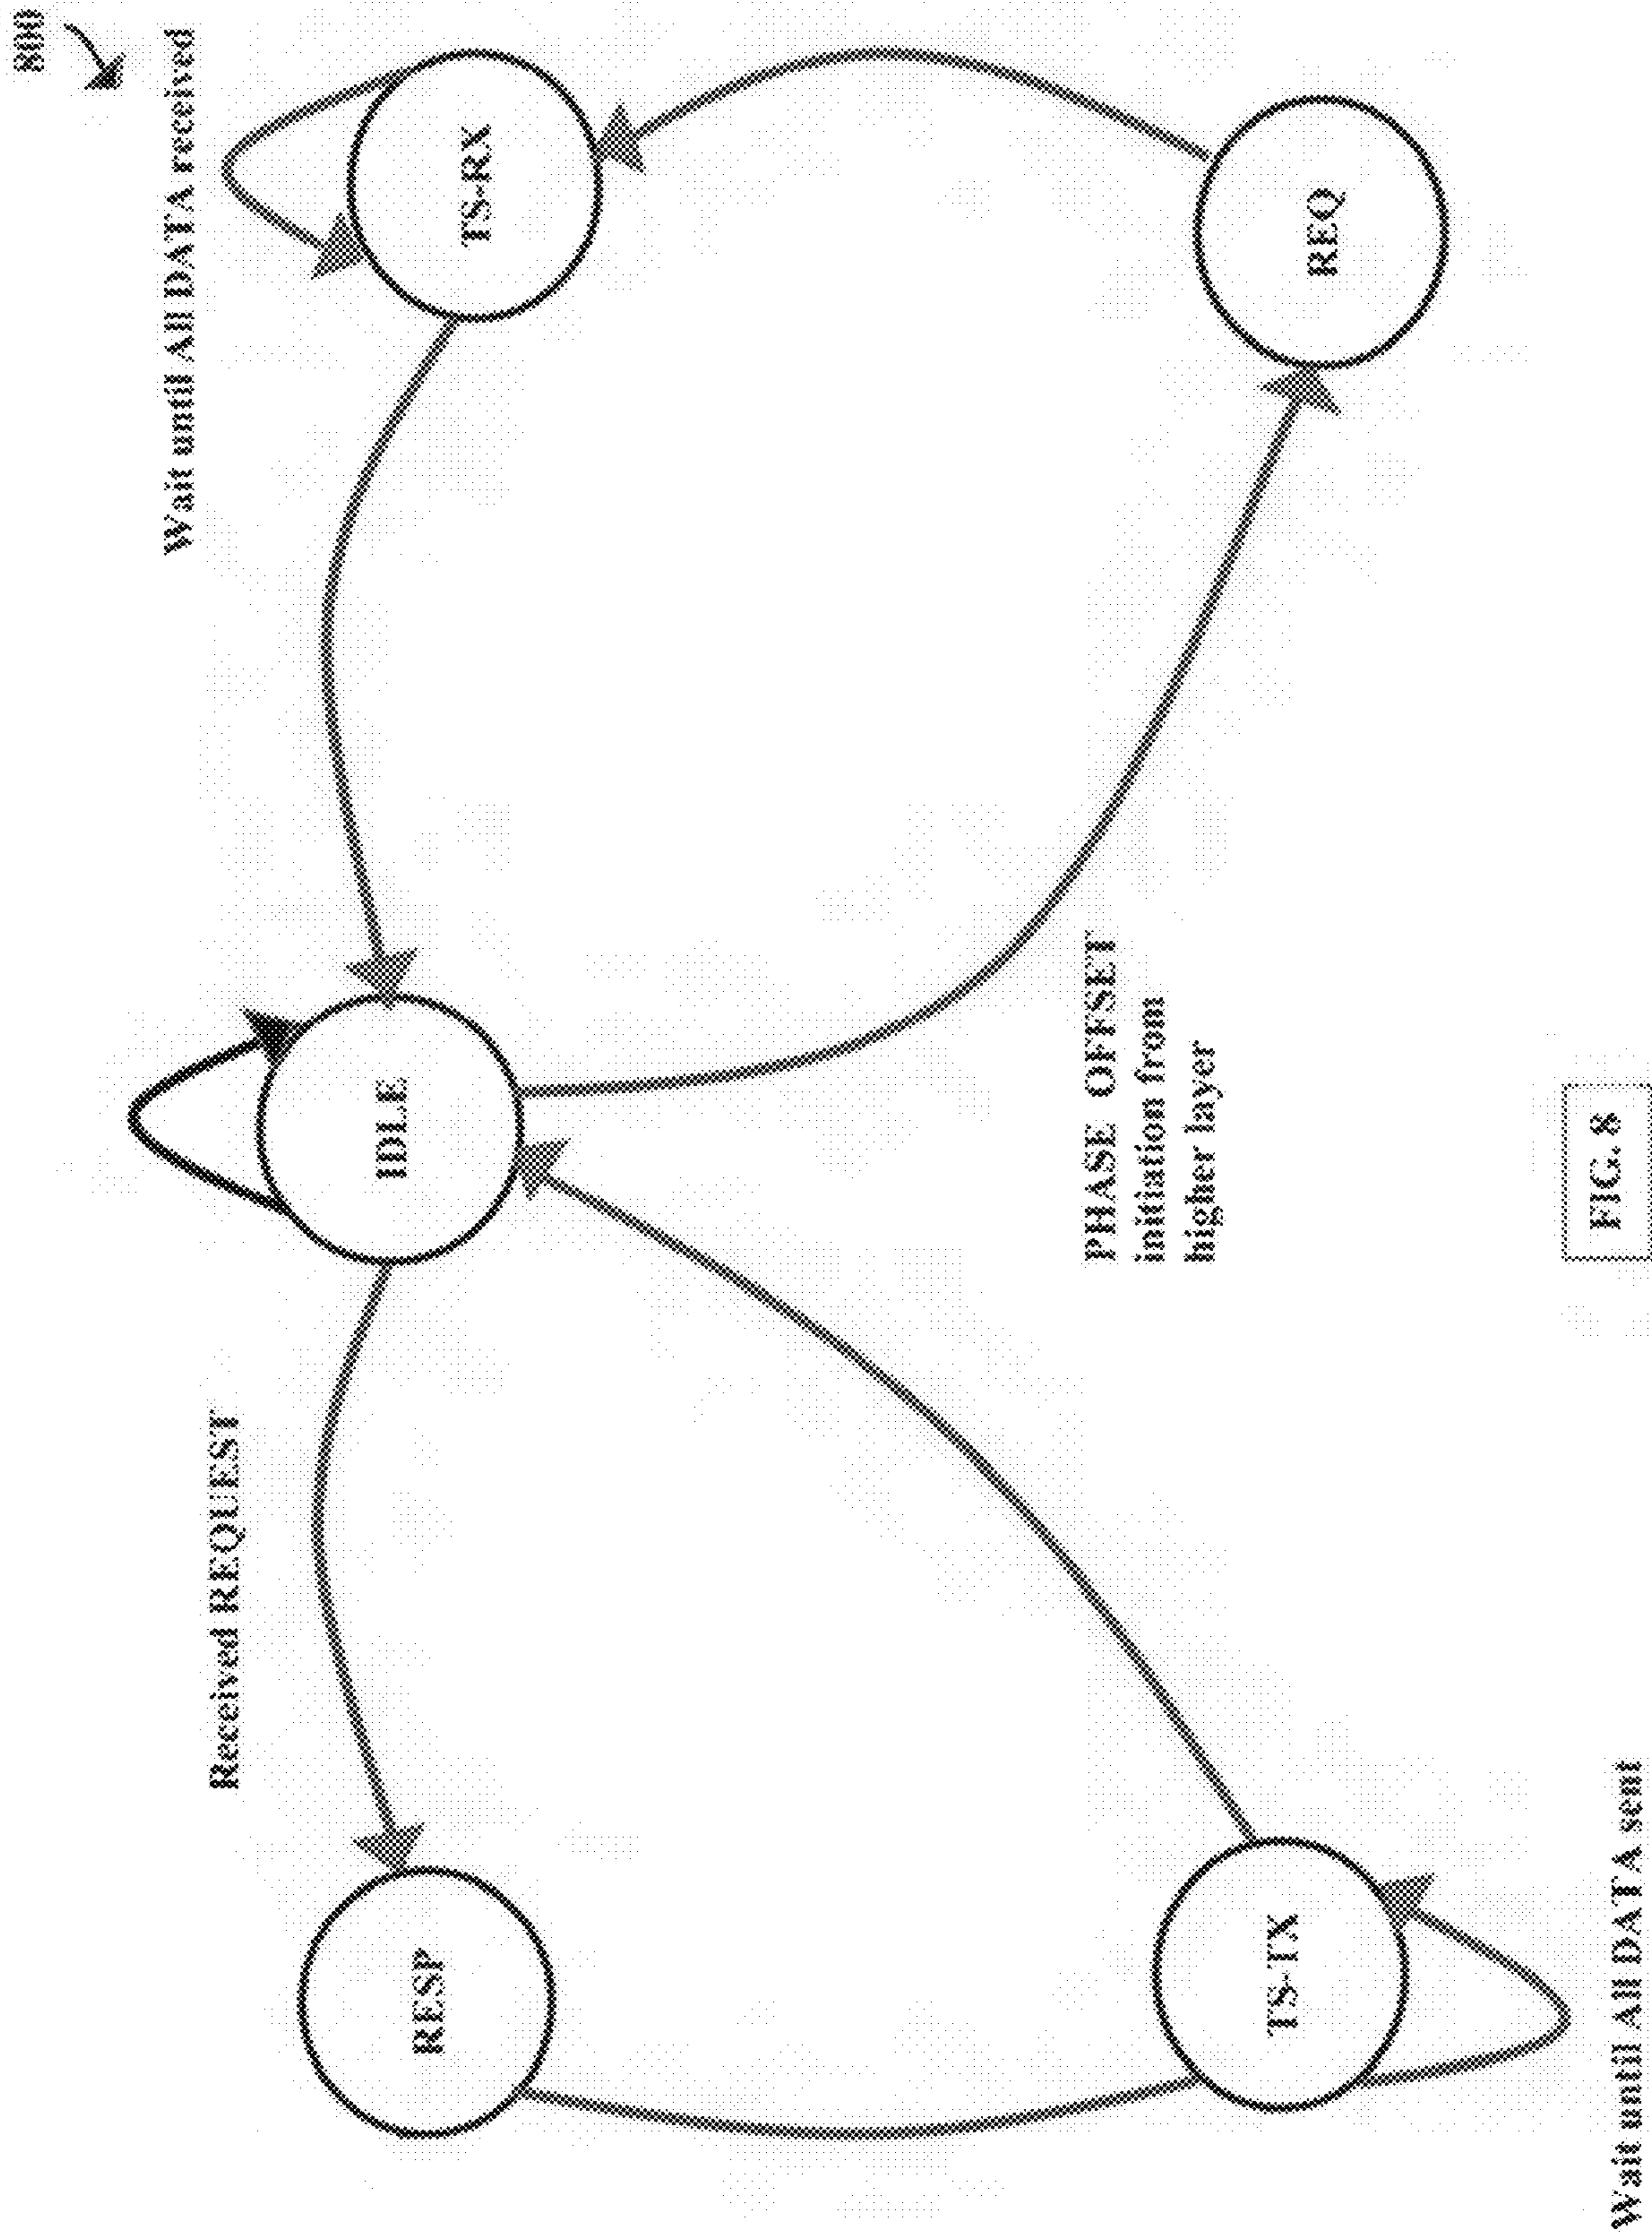 800
Wait until All DATA received
Received REQUEST
TS-RX
IDLE
RESP
PHASE OFFSET
initiation from
higher layer
REQ
TS-TX
Wait until All DATA sent
FIG. 8